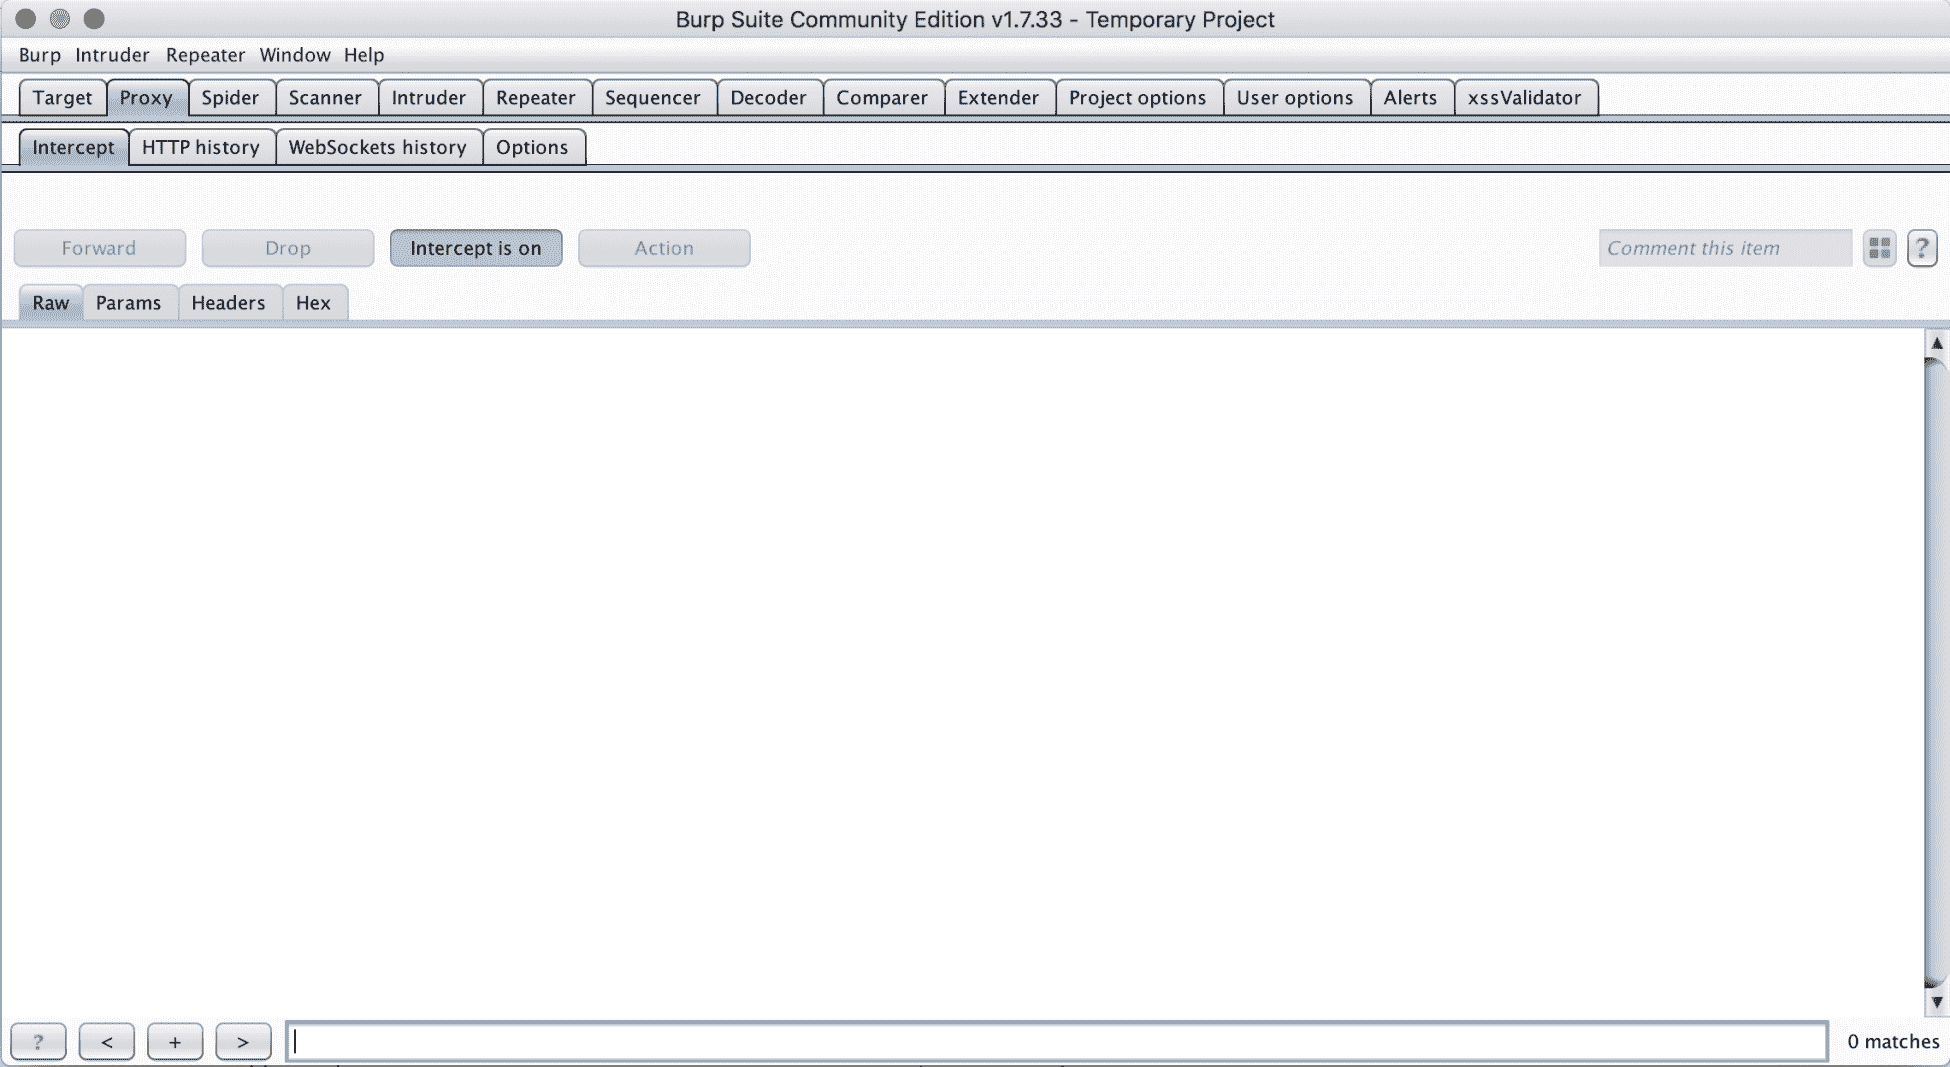 Burp Suite Community Edition v1.7.33 - Temporary Project
Burp Intruder Repeater Window Help
Target Proxy Spider Scanner Intruder Repeater Sequencer Decoder Comparer Extender Project options User options Alerts xssValidator
Intercept HTTP history WebSockets history Options
Forward Drop Intercept is on Action Comment this item ?
Raw Params Headers Hex
? < + > 0 matches